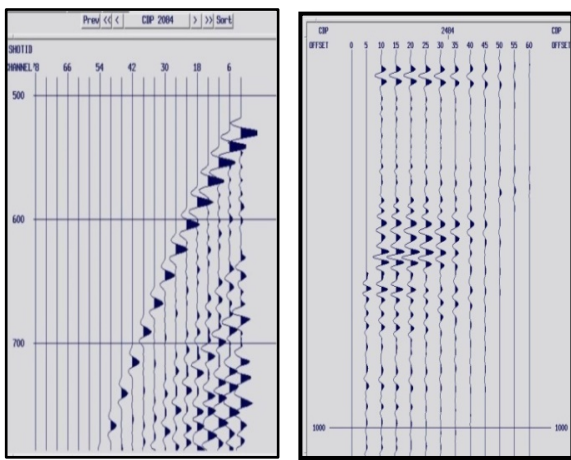 Prev << < CDP 2084 > >> Sort
SHOTID
CHANNEL 78 66 54 42 30 18 6
500
600
700
CDP 2404 CDP
OFFSET 0 5 10 15 20 25 30 35 40 45 50 55 60 OFFSET
1000 1000